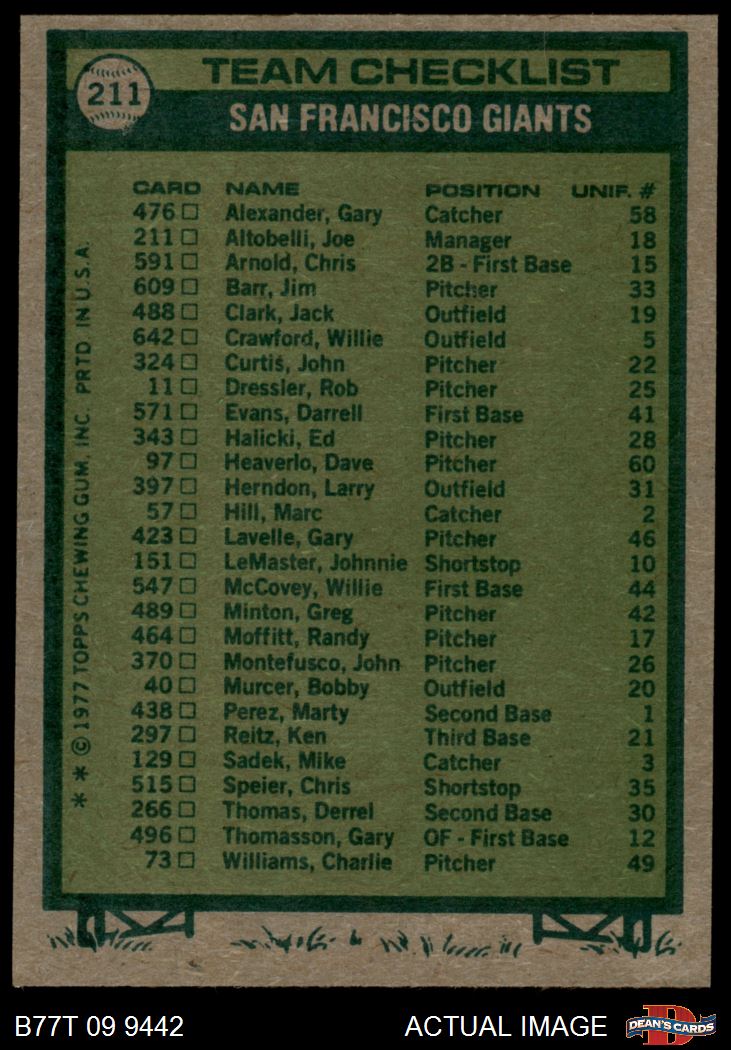 211
TEAM CHECKLIST
SAN FRANCISCO GIANTS
CARD NAME POSITION UNIF. #
476 Alexander, Gary Catcher 58
211 Altobelli, Joe Manager 18
591 Arnold, Chris 2B - First Base 15
609 Barr, Jim Pitcher 33
488 Clark, Jack Outfield 19
642 Crawford, Willie Outfield 5
324 Curtis, John Pitcher 22
11 Dressler, Rob Pitcher 25
571 Evans, Darrell First Base 41
343 Halicki, Ed Pitcher 28
97 Heaverlo, Dave Pitcher 60
397 Herndon, Larry Outfield 31
57 Hill, Marc Catcher 2
423 Lavelle, Gary Pitcher 46
151 LeMaster, Johnnie Shortstop 10
547 McCovey, Willie First Base 44
489 Minton, Greg Pitcher 42
464 Moffitt, Randy Pitcher 17
370 Montefusco, John Pitcher 26
40 Murcer, Bobby Outfield 20
438 Perez, Marty Second Base 1
297 Reitz, Ken Third Base 21
129 Sadek, Mike Catcher 3
515 Speier, Chris Shortstop 35
266 Thomas, Derrel Second Base 30
496 Thomasson, Gary OF - First Base 12
73 Williams, Charlie Pitcher 49
* * © 1977 TOPPS CHEWING GUM, INC. PRTD IN U.S.A.
B77T 09 9442 ACTUAL IMAGE
D
DEAN'S CARDS